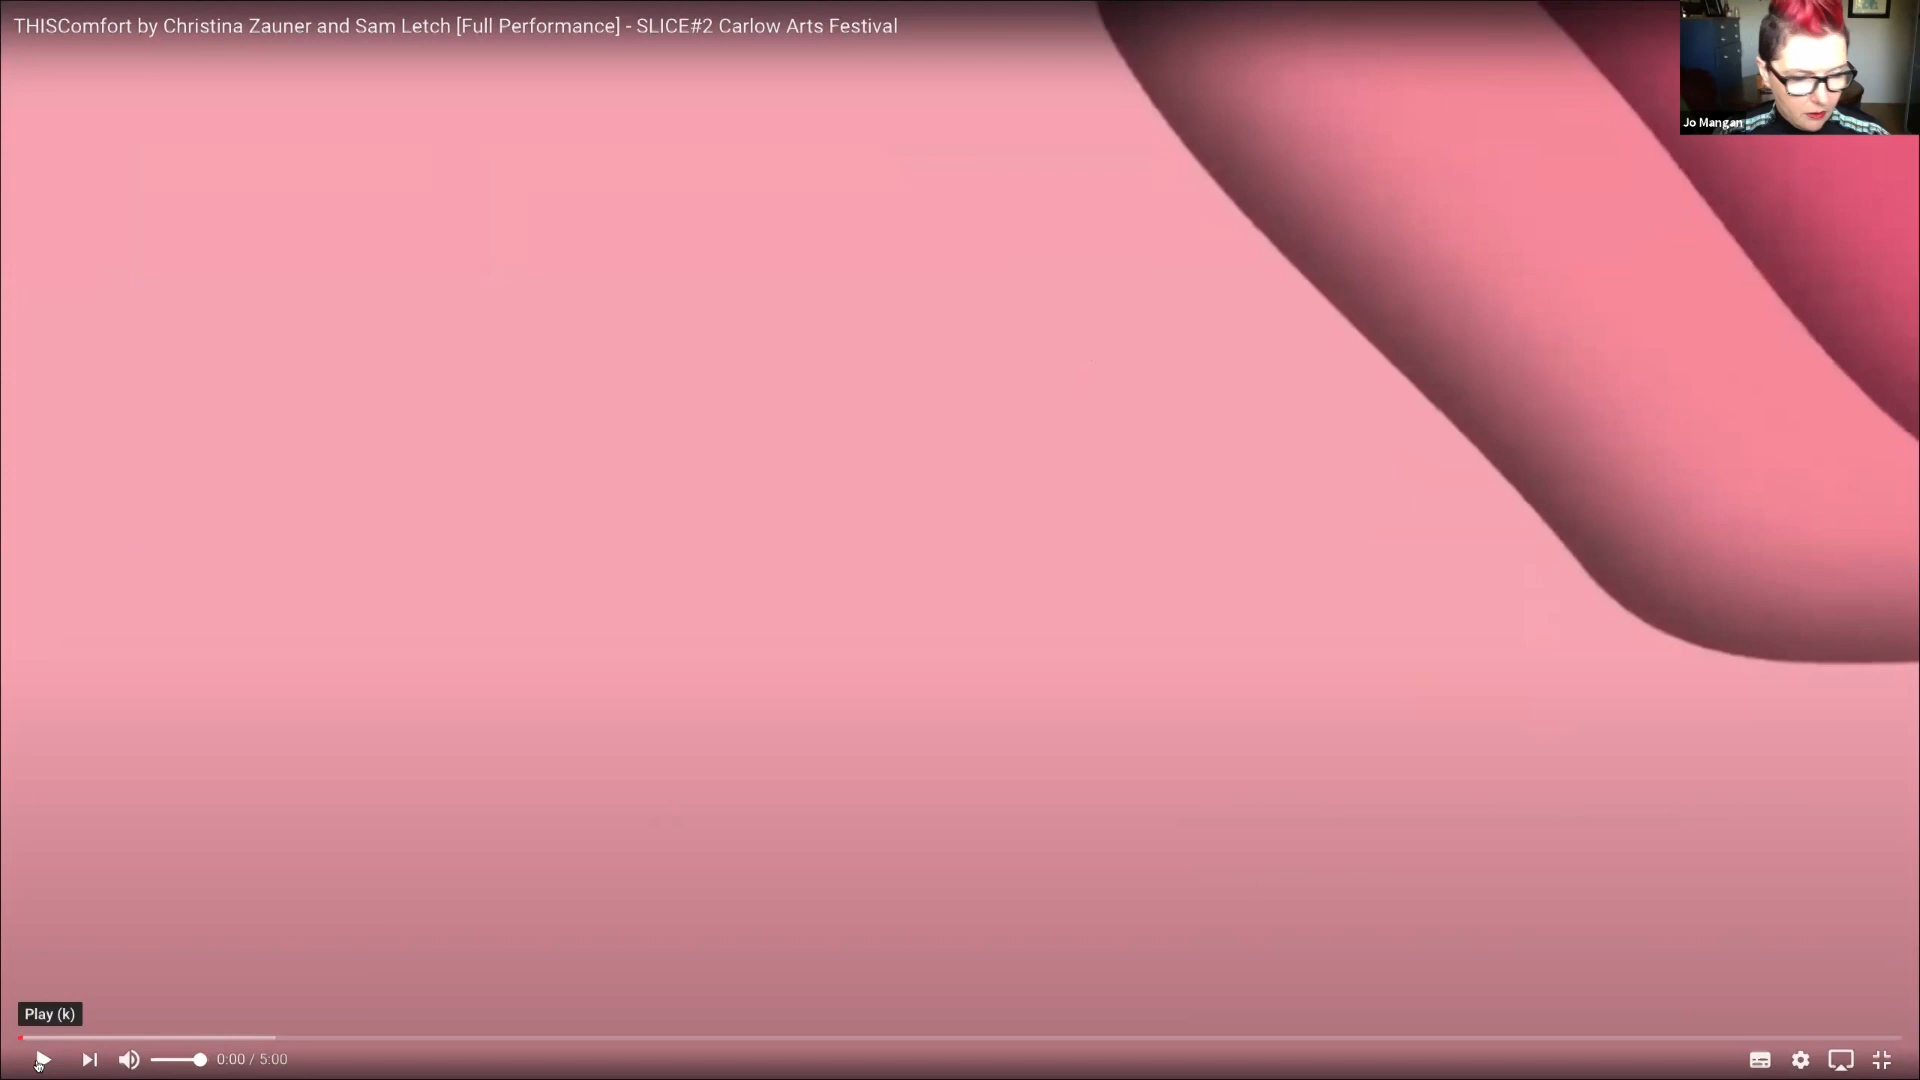 THISComfort by Christina Zauner and Sam Letch [Full Performance] - SLICE#2 Carlow Arts Festival
Jo Mangan
Play (k)
0:00 / 5:00